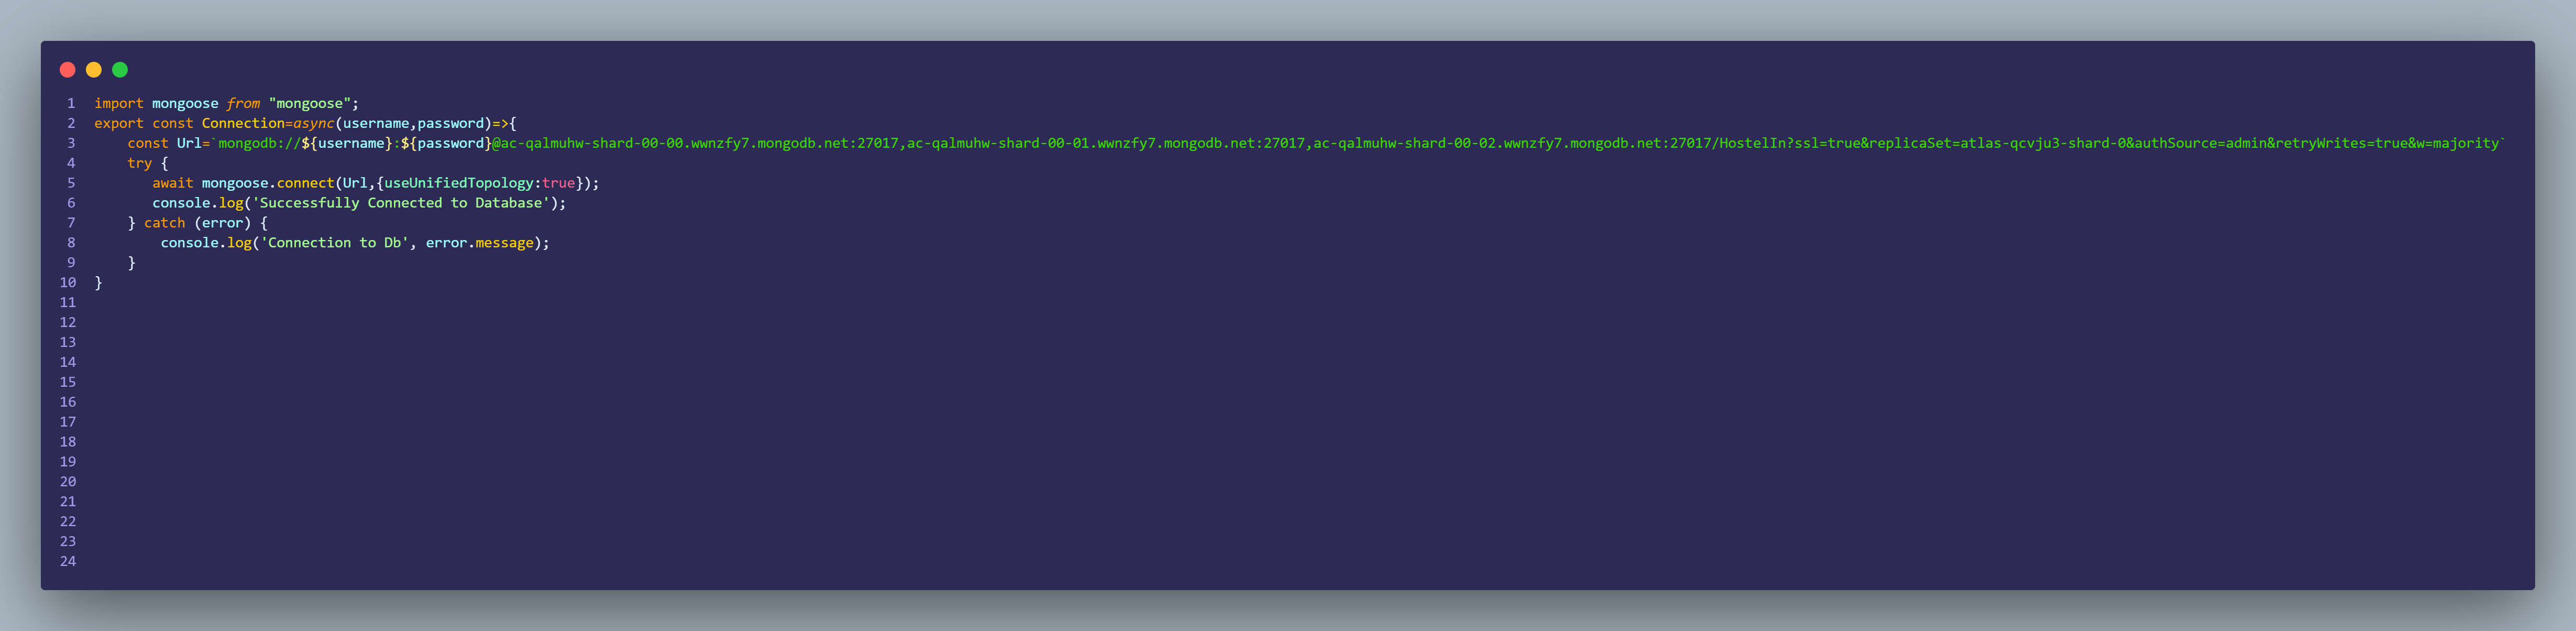 1 import mongoose from "mongoose";
2 export const Connection=async(username,password)=>{
3     const Url=`mongodb://${username}:${password}@ac-qalmuhw-shard-00-00.wwnzfy7.mongodb.net:27017,ac-qalmuhw-shard-00-01.wwnzfy7.mongodb.net:27017,ac-qalmuhw-shard-00-02.wwnzfy7.mongodb.net:27017/HostelIn?ssl=true&replicaSet=atlas-qcvju3-shard-0&authSource=admin&retryWrites=true&w=majority`
4     try {
5        await mongoose.connect(Url,{useUnifiedTopology:true});
6        console.log('Successfully Connected to Database');
7     } catch (error) {
8         console.log('Connection to Db', error.message);
9     }
10 }
11
12
13
14
15
16
17
18
19
20
21
22
23
24